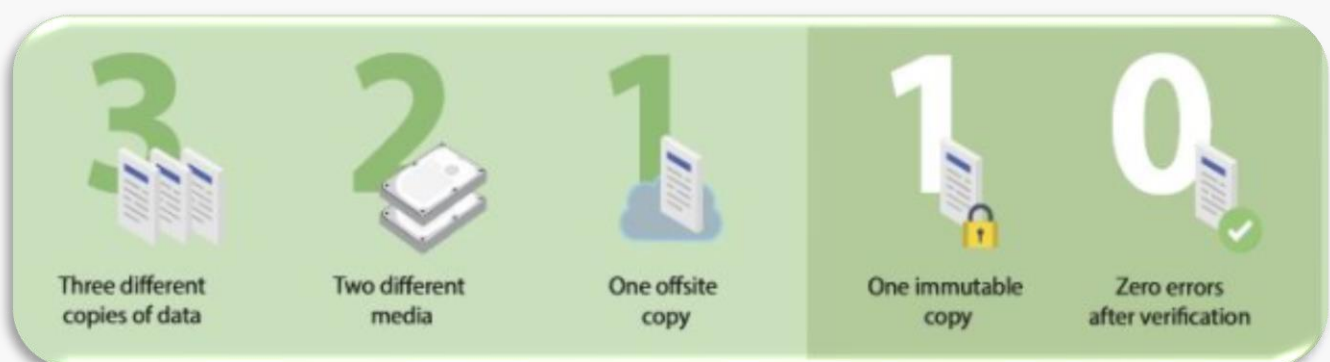 3 2 1 1 0
Three different
copies of data
Two different
media
One offsite
copy
One immutable
copy
Zero errors
after verification